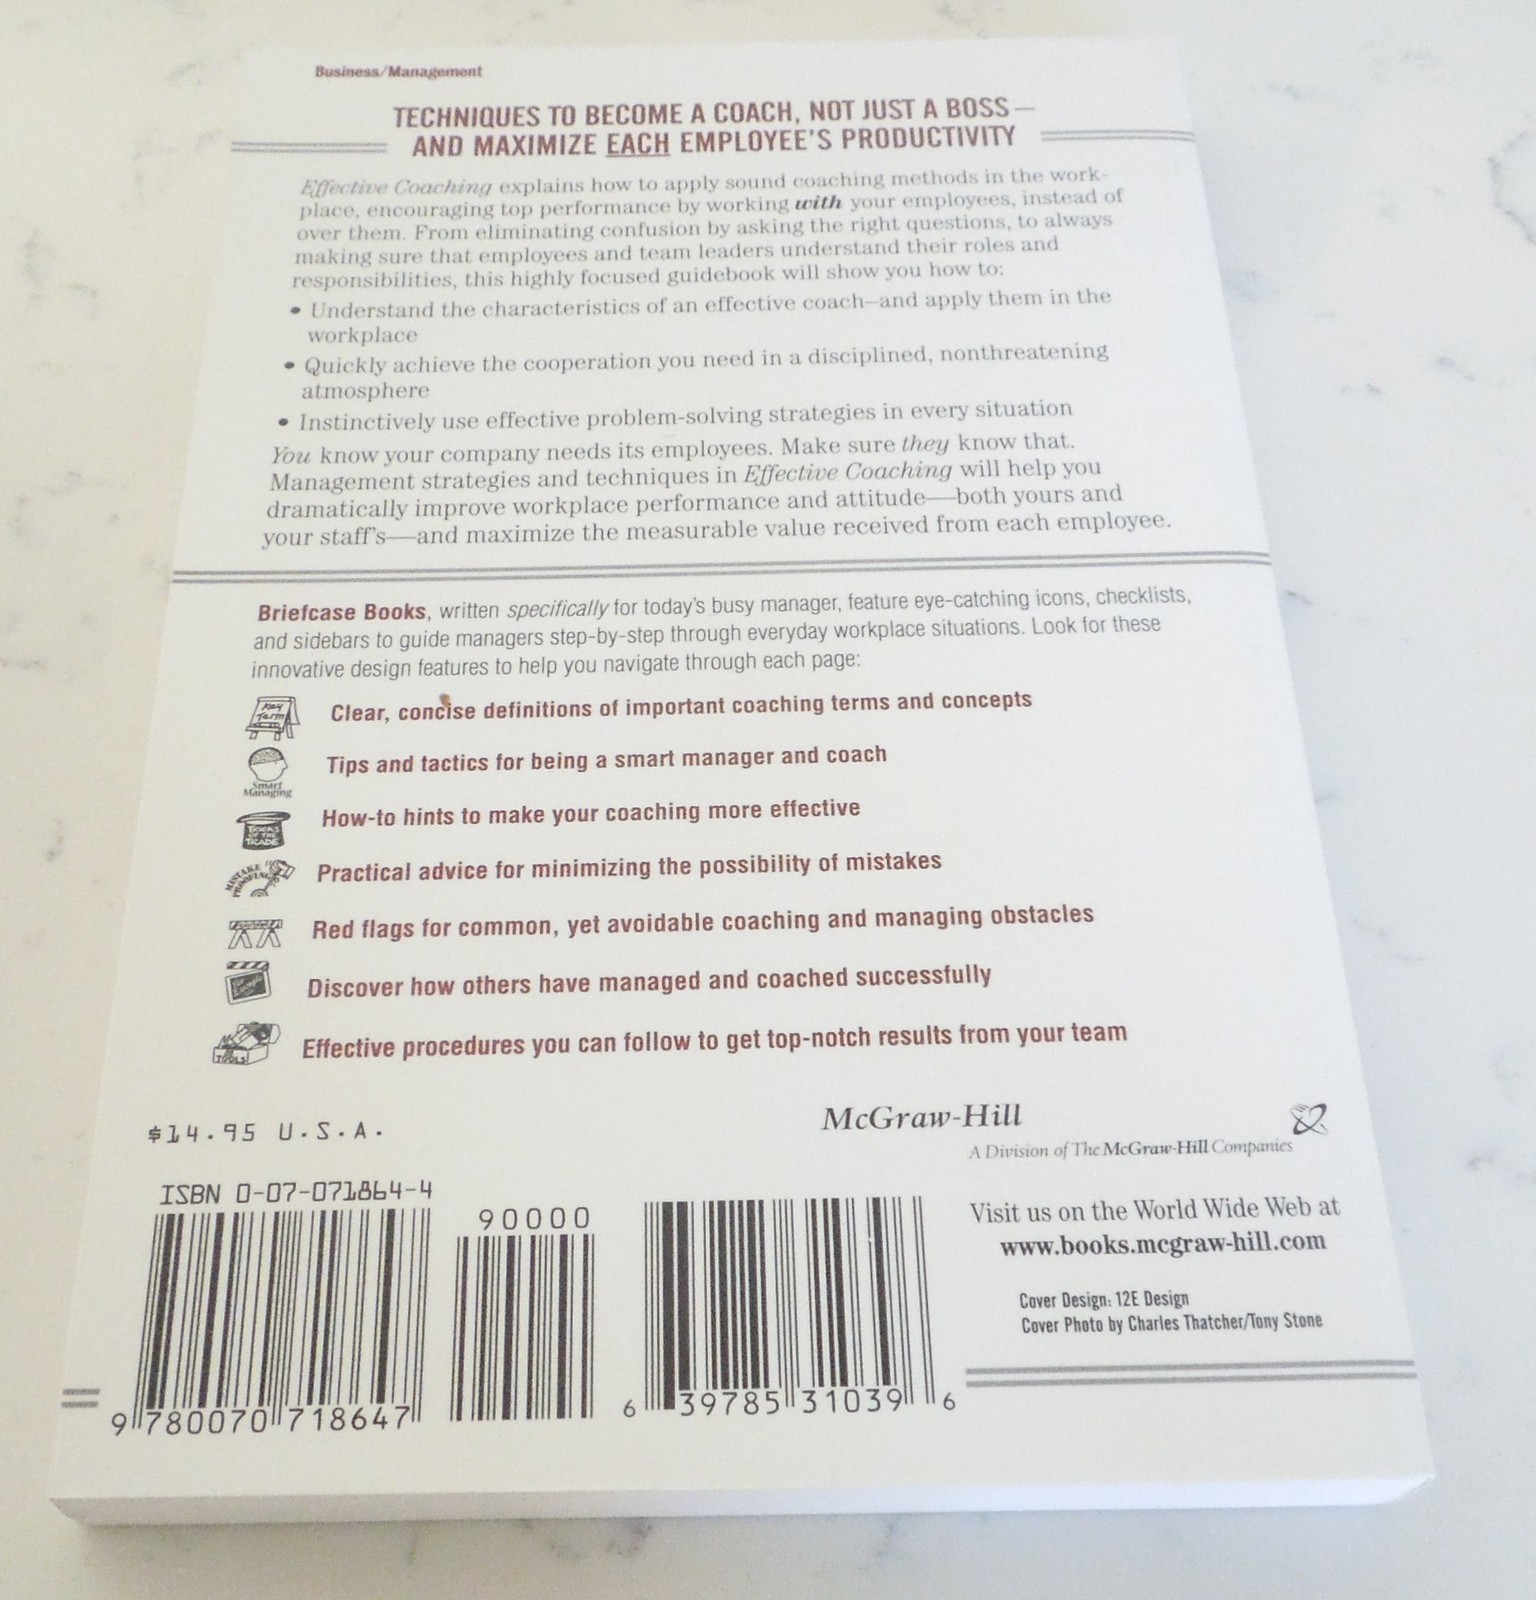 Business/Management
TECHNIQUES TO BECOME A COACH, NOT JUST A BOSS—
AND MAXIMIZE EACH EMPLOYEE'S PRODUCTIVITY
Effective Coaching explains how to apply sound coaching methods in the work-
place, encouraging top performance by working with your employees, instead of
over them. From eliminating confusion by asking the right questions, to always
making sure that employees and team leaders understand their roles and
responsibilities, this highly focused guidebook will show you how to:
• Understand the characteristics of an effective coach—and apply them in the
workplace
• Quickly achieve the cooperation you need in a disciplined, nonthreatening
atmosphere
• Instinctively use effective problem-solving strategies in every situation
You know your company needs its employees. Make sure they know that.
Management strategies and techniques in Effective Coaching will help you
dramatically improve workplace performance and attitude—both yours and
your staff's—and maximize the measurable value received from each employee.
Briefcase Books, written specifically for today's busy manager, feature eye-catching icons, checklists,
and sidebars to guide managers step-by-step through everyday workplace situations. Look for these
innovative design features to help you navigate through each page:
Key
Term
Clear, concise definitions of important coaching terms and concepts
Smart
Managing
Tips and tactics for being a smart manager and coach
TRICKS
OF THE
TRADE
How-to hints to make your coaching more effective
MISTAKE
PROOFING
Practical advice for minimizing the possibility of mistakes
Red flags for common, yet avoidable coaching and managing obstacles
Discover how others have managed and coached successfully
TOOLS
Effective procedures you can follow to get top-notch results from your team
$14.95 U.S.A.
McGraw-Hill
A Division of The McGraw-Hill Companies
ISBN 0-07-071864-4
90000
9 780070 718647
6 39785 31039 6
Visit us on the World Wide Web at
www.books.mcgraw-hill.com
Cover Design: 12E Design
Cover Photo by Charles Thatcher/Tony Stone